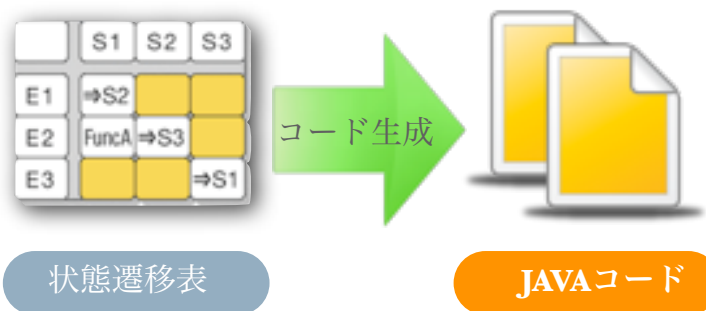 S1 S2 S3
E1 ⇒S2
E2 FuncA ⇒S3
E3 ⇒S1
コード生成
状態遷移表
JAVAコード